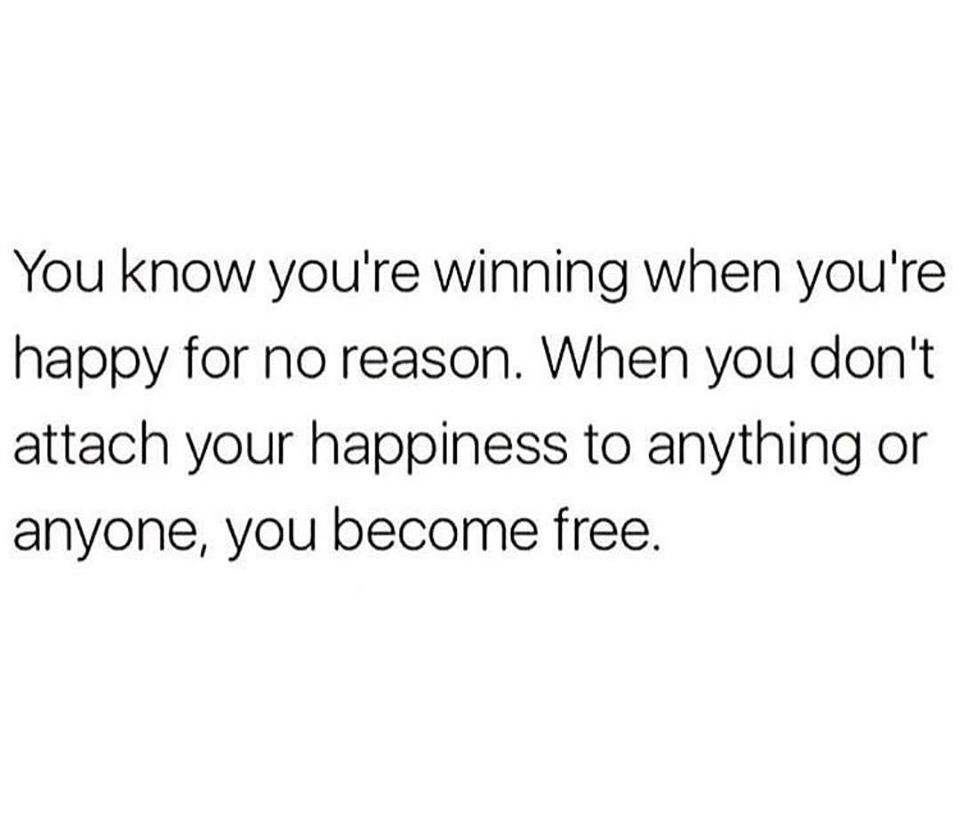 You know you're winning when you're
happy for no reason. When you don't
attach your happiness to anything or
anyone, you become free.